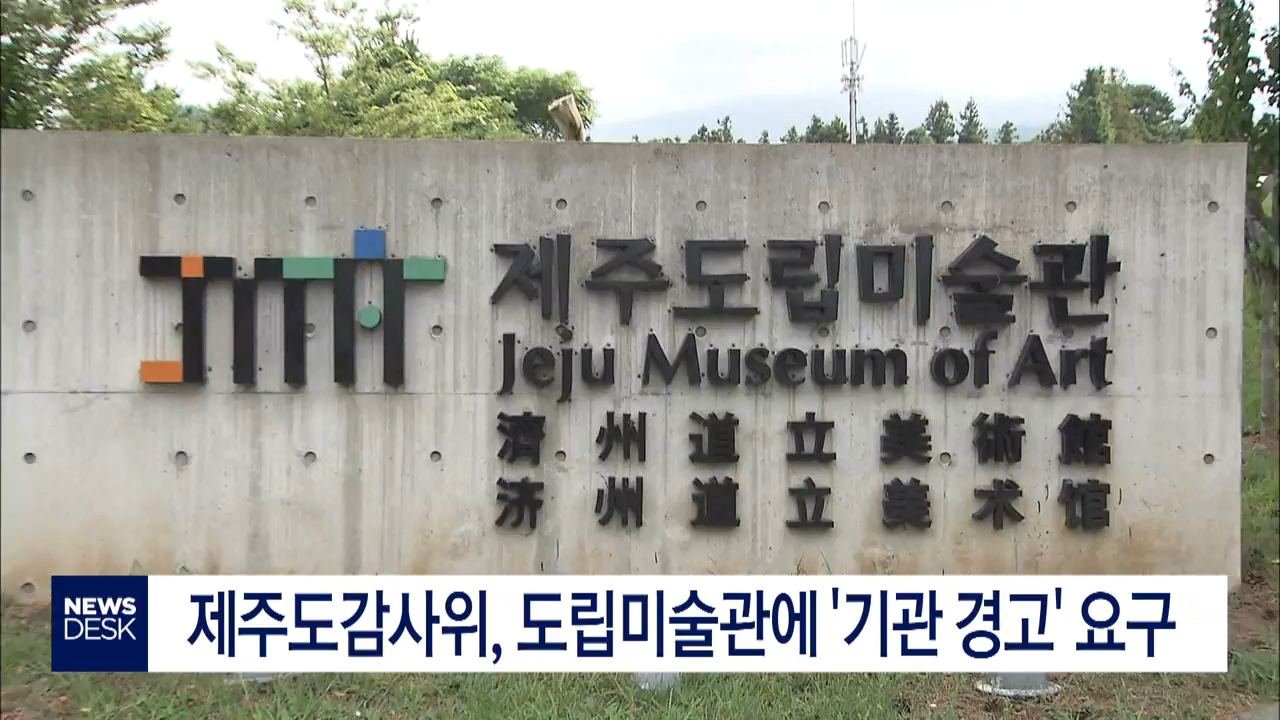 제주도립미술관
Jeju Museum of Art
濟州道立美術館
济州道立美术馆
NEWS DESK
제주도감사위, 도립미술관에 '기관 경고' 요구